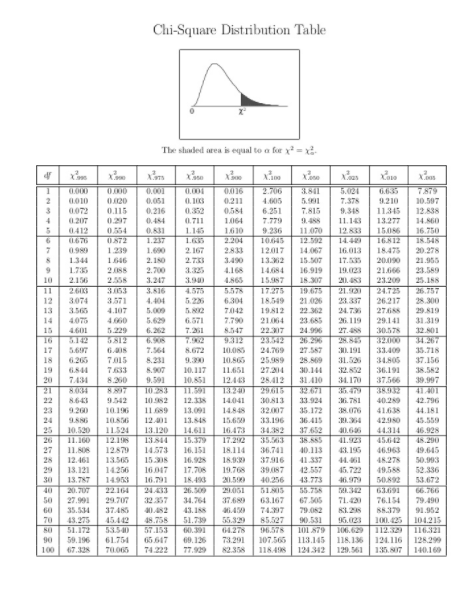 Chi-Square Distribution Table
0
χ²
The shaded area is equal to α for χ² = χ²α.
df χ².995 χ².990 χ².975 χ².950 χ².900 χ².100 χ².050 χ².025 χ².010 χ².005
1 0.000 0.000 0.001 0.004 0.016 2.706 3.841 5.024 6.635 7.879
2 0.010 0.020 0.051 0.103 0.211 4.605 5.991 7.378 9.210 10.597
3 0.072 0.115 0.216 0.352 0.584 6.251 7.815 9.348 11.345 12.838
4 0.207 0.297 0.484 0.711 1.064 7.779 9.488 11.143 13.277 14.860
5 0.412 0.554 0.831 1.145 1.610 9.236 11.070 12.833 15.086 16.750
6 0.676 0.872 1.237 1.635 2.204 10.645 12.592 14.449 16.812 18.548
7 0.989 1.239 1.690 2.167 2.833 12.017 14.067 16.013 18.475 20.278
8 1.344 1.646 2.180 2.733 3.490 13.362 15.507 17.535 20.090 21.955
9 1.735 2.088 2.700 3.325 4.168 14.684 16.919 19.023 21.666 23.589
10 2.156 2.558 3.247 3.940 4.865 15.987 18.307 20.483 23.209 25.188
11 2.603 3.053 3.816 4.575 5.578 17.275 19.675 21.920 24.725 26.757
12 3.074 3.571 4.404 5.226 6.304 18.549 21.026 23.337 26.217 28.300
13 3.565 4.107 5.009 5.892 7.042 19.812 22.362 24.736 27.688 29.819
14 4.075 4.660 5.629 6.571 7.790 21.064 23.685 26.119 29.141 31.319
15 4.601 5.229 6.262 7.261 8.547 22.307 24.996 27.488 30.578 32.801
16 5.142 5.812 6.908 7.962 9.312 23.542 26.296 28.845 32.000 34.267
17 5.697 6.408 7.564 8.672 10.085 24.769 27.587 30.191 33.409 35.718
18 6.265 7.015 8.231 9.390 10.865 25.989 28.869 31.526 34.805 37.156
19 6.844 7.633 8.907 10.117 11.651 27.204 30.144 32.852 36.191 38.582
20 7.434 8.260 9.591 10.851 12.443 28.412 31.410 34.170 37.566 39.997
21 8.034 8.897 10.283 11.591 13.240 29.615 32.671 35.479 38.932 41.401
22 8.643 9.542 10.982 12.338 14.041 30.813 33.924 36.781 40.289 42.796
23 9.260 10.196 11.689 13.091 14.848 32.007 35.172 38.076 41.638 44.181
24 9.886 10.856 12.401 13.848 15.659 33.196 36.415 39.364 42.980 45.559
25 10.520 11.524 13.120 14.611 16.473 34.382 37.652 40.646 44.314 46.928
26 11.160 12.198 13.844 15.379 17.292 35.563 38.885 41.923 45.642 48.290
27 11.808 12.879 14.573 16.151 18.114 36.741 40.113 43.195 46.963 49.645
28 12.461 13.565 15.308 16.928 18.939 37.916 41.337 44.461 48.278 50.993
29 13.121 14.256 16.047 17.708 19.768 39.087 42.557 45.722 49.588 52.336
30 13.787 14.953 16.791 18.493 20.599 40.256 43.773 46.979 50.892 53.672
40 20.707 22.164 24.433 26.509 29.051 51.805 55.758 59.342 63.691 66.766
50 27.991 29.707 32.357 34.764 37.689 63.167 67.505 71.420 76.154 79.490
60 35.534 37.485 40.482 43.188 46.459 74.397 79.082 83.298 88.379 91.952
70 43.275 45.442 48.758 51.739 55.329 85.527 90.531 95.023 100.425 104.215
80 51.172 53.540 57.153 60.391 64.278 96.578 101.879 106.629 112.329 116.321
90 59.196 61.754 65.647 69.126 73.291 107.565 113.145 118.136 124.116 128.299
100 67.328 70.065 74.222 77.929 82.358 118.498 124.342 129.561 135.807 140.169